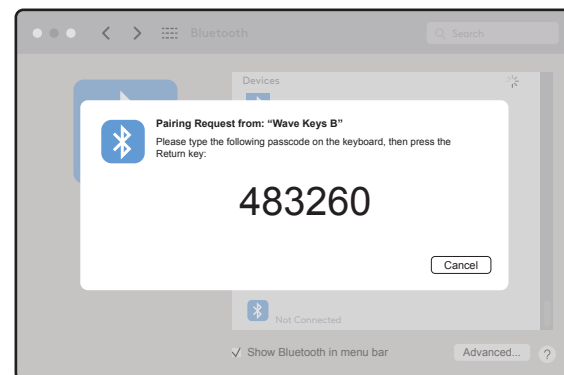 Bluetooth
Search
Devices
Pairing Request from: “Wave Keys B”
Please type the following passcode on the keyboard, then press the
Return key:
483260
Cancel
Not Connected
Show Bluetooth in menu bar
Advanced...
?